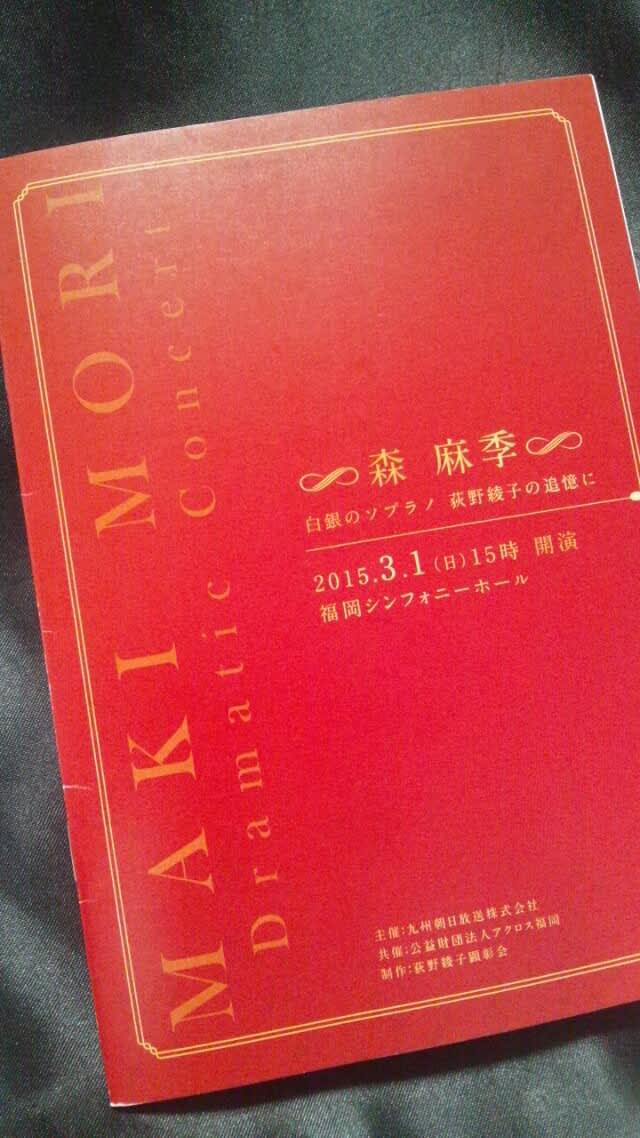 MAKI MORI
Dramatic Concert
森 麻季
白銀のソプラノ 荻野綾子の追憶に
2015.3.1(日)15時 開演
福岡シンフォニーホール
主催:九州朝日放送株式会社
共催:公益財団法人アクロス福岡
制作:荻野綾子顕彰会